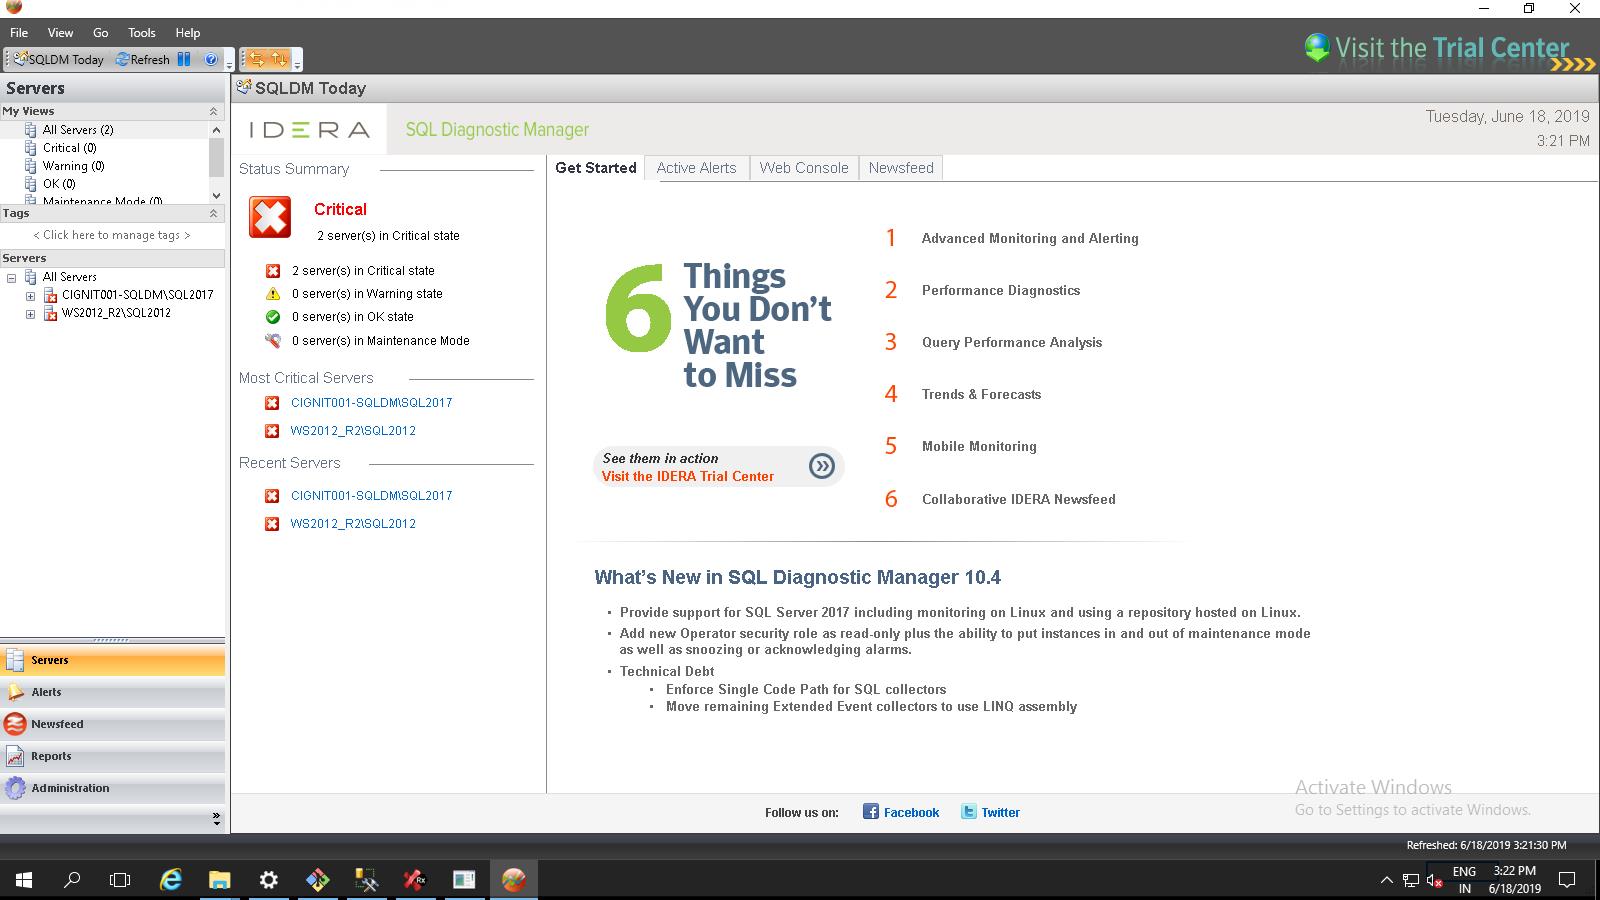 File View Go Tools Help
Visit the Trial Center
SQLDM Today Refresh
Servers
My Views
All Servers (2)
Critical (0)
Warning (0)
OK (0)
Maintenance Mode (0)
Tags
< Click here to manage tags >
Servers
All Servers
CIGNIT001-SQLDM\SQL2017
WS2012_R2\SQL2012
Servers
Alerts
Newsfeed
Reports
Administration
SQLDM Today
IDERA SQL Diagnostic Manager
Tuesday, June 18, 2019
3:21 PM
Status Summary
Critical
2 server(s) in Critical state
2 server(s) in Critical state
0 server(s) in Warning state
0 server(s) in OK state
0 server(s) in Maintenance Mode
Most Critical Servers
CIGNIT001-SQLDM\SQL2017
WS2012_R2\SQL2012
Recent Servers
CIGNIT001-SQLDM\SQL2017
WS2012_R2\SQL2012
Get Started Active Alerts Web Console Newsfeed
6 Things
You Don't
Want
to Miss
See them in action
Visit the IDERA Trial Center
1 Advanced Monitoring and Alerting
2 Performance Diagnostics
3 Query Performance Analysis
4 Trends & Forecasts
5 Mobile Monitoring
6 Collaborative IDERA Newsfeed
What's New in SQL Diagnostic Manager 10.4
• Provide support for SQL Server 2017 including monitoring on Linux and using a repository hosted on Linux.
• Add new Operator security role as read-only plus the ability to put instances in and out of maintenance mode
as well as snoozing or acknowledging alarms.
• Technical Debt
• Enforce Single Code Path for SQL collectors
• Move remaining Extended Event collectors to use LINQ assembly
Activate Windows
Go to Settings to activate Windows.
Follow us on: Facebook Twitter
Refreshed: 6/18/2019 3:21:30 PM
Rx
ENG
IN
3:22 PM
6/18/2019